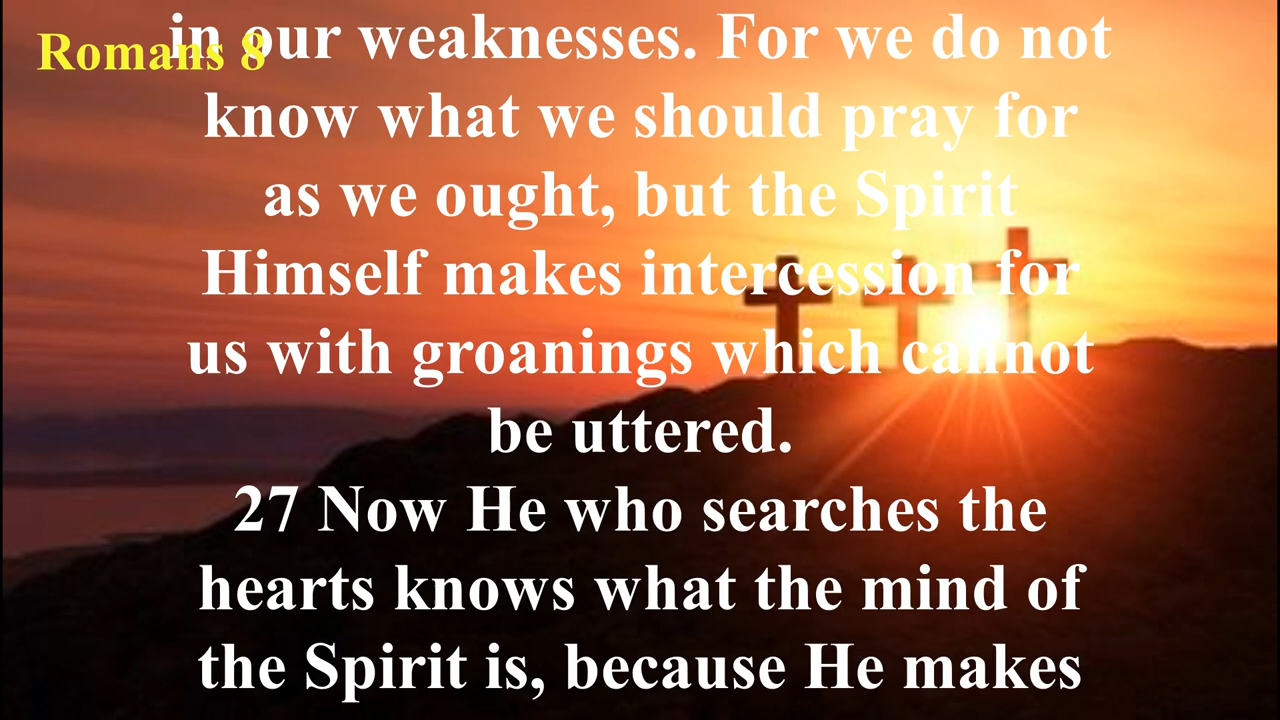 Romans 8
in our weaknesses. For we do not
know what we should pray for
as we ought, but the Spirit
Himself makes intercession for
us with groanings which cannot
be uttered.
27 Now He who searches the
hearts knows what the mind of
the Spirit is, because He makes